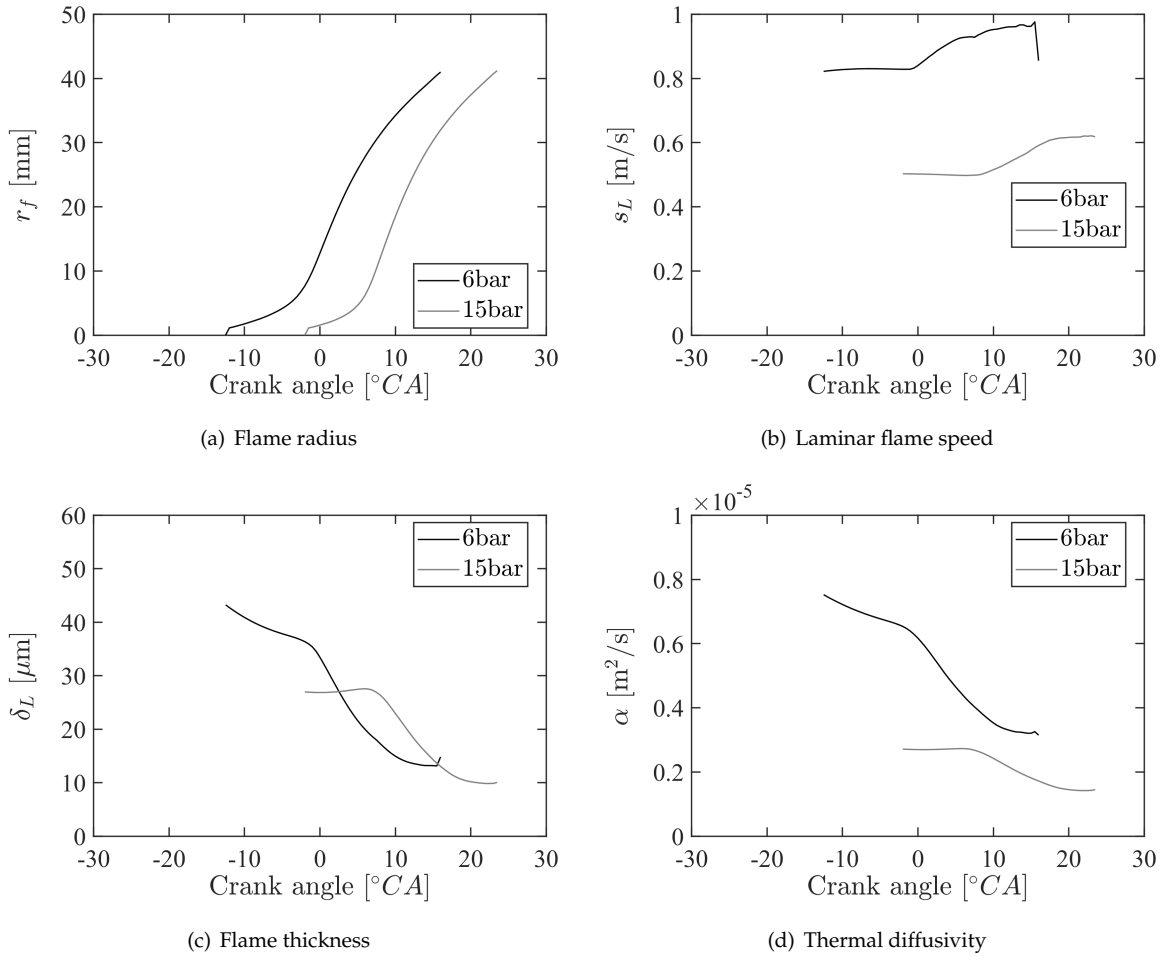 50
40
30
20
10
0
r_f [mm]
6bar
15bar
-30 -20 -10 0 10 20 30
Crank angle [°CA]
(a) Flame radius
1
0.8
0.6
0.4
0.2
0
s_L [m/s]
6bar
15bar
-30 -20 -10 0 10 20 30
Crank angle [°CA]
(b) Laminar flame speed
60
50
40
30
20
10
0
δ_L [μm]
6bar
15bar
-30 -20 -10 0 10 20 30
Crank angle [°CA]
(c) Flame thickness
×10⁻⁵
1
0.8
0.6
0.4
0.2
0
α [m²/s]
6bar
15bar
-30 -20 -10 0 10 20 30
Crank angle [°CA]
(d) Thermal diffusivity